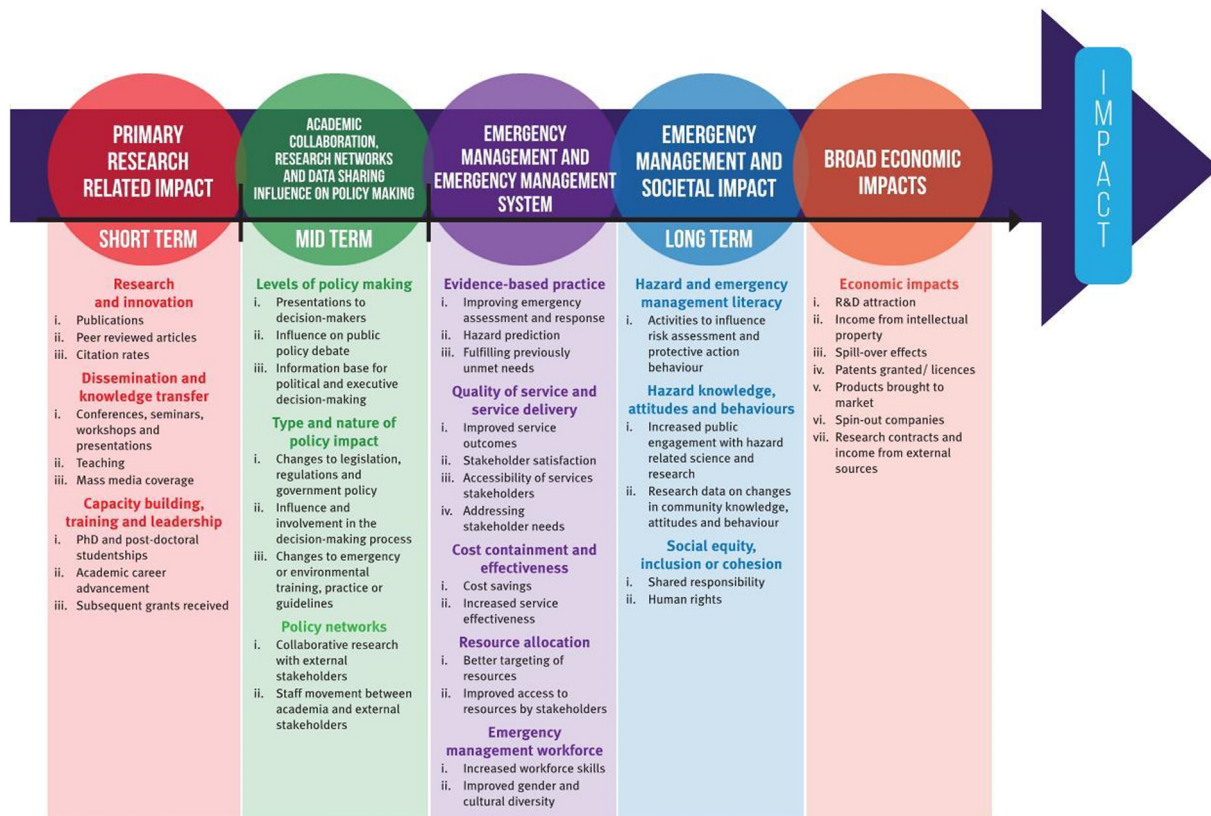 PRIMARY
RESEARCH
RELATED IMPACT
SHORT TERM
Research
and innovation
i. Publications
ii. Peer reviewed articles
iii. Citation rates
Dissemination and
knowledge transfer
i. Conferences, seminars,
workshops and
presentations
ii. Teaching
iii. Mass media coverage
Capacity building,
training and leadership
i. PhD and post-doctoral
studentships
ii. Academic career
advancement
iii. Subsequent grants received
ACADEMIC
COLLABORATION,
RESEARCH NETWORKS
AND DATA SHARING
INFLUENCE ON POLICY MAKING
MID TERM
Levels of policy making
i. Presentations to
decision-makers
ii. Influence on public
policy debate
iii. Information base for
political and executive
decision-making
Type and nature of
policy impact
i. Changes to legislation,
regulations and
government policy
ii. Influence and
involvement in the
decision-making process
iii. Changes to emergency
or environmental
training, practice or
guidelines
Policy networks
i. Collaborative research
with external
stakeholders
ii. Staff movement between
academia and external
stakeholders
EMERGENCY
MANAGEMENT AND
EMERGENCY MANAGEMENT
SYSTEM
Evidence-based practice
i. Improving emergency
assessment and response
ii. Hazard prediction
iii. Fulfilling previously
unmet needs
Quality of service and
service delivery
i. Improved service
outcomes
ii. Stakeholder satisfaction
iii. Accessibility of services
stakeholders
iv. Addressing
stakeholder needs
Cost containment and
effectiveness
i. Cost savings
ii. Increased service
effectiveness
Resource allocation
i. Better targeting of
resources
ii. Improved access to
resources by stakeholders
Emergency
management workforce
i. Increased workforce skills
ii. Improved gender and
cultural diversity
EMERGENCY
MANAGEMENT AND
SOCIETAL IMPACT
LONG TERM
Hazard and emergency
management literacy
i. Activities to influence
risk assessment and
protective action
behaviour
Hazard knowledge,
attitudes and behaviours
i. Increased public
engagement with hazard
related science and
research
ii. Research data on changes
in community knowledge,
attitudes and behaviour
Social equity,
inclusion or cohesion
i. Shared responsibility
ii. Human rights
BROAD ECONOMIC
IMPACTS
Economic impacts
i. R&D attraction
ii. Income from intellectual
property
iii. Spill-over effects
iv. Patents granted/ licences
v. Products brought to
market
vi. Spin-out companies
vii. Research contracts and
income from external
sources
IMPACT